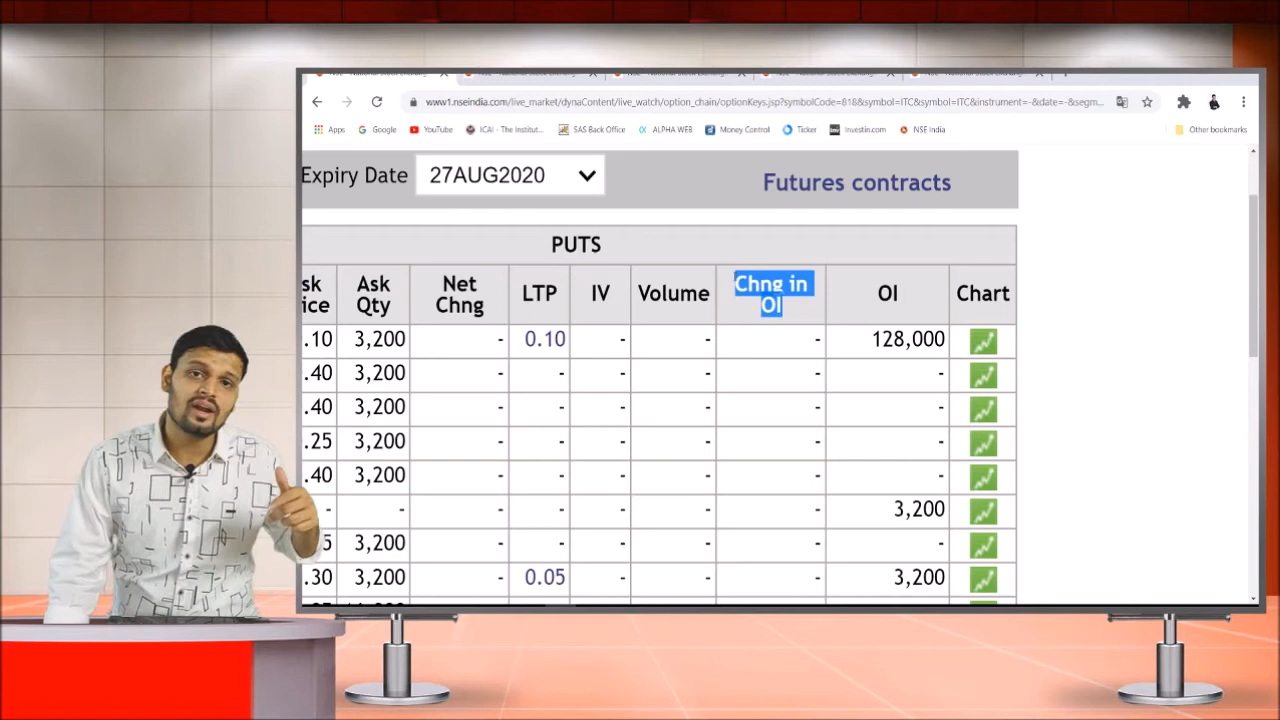 www1.nseindia.com/live_market/dynaContent/live_watch/option_chain/optionKeys.jsp?symbolCode=818&symbol=ITC&symbol=ITC&instrument=-&date=-&segm...
Apps Google YouTube ICAI - The Institut... SAS Back Office ALPHA WEB Money Control Ticker Investin.com NSE India Other bookmarks
Expiry Date 27AUG2020 Futures contracts
PUTS
sk Ask Net LTP IV Volume Chng in OI Chart
ice Qty Chng OI
.10 3,200 - 0.10 - - - 128,000
.40 3,200 - - - - - -
.40 3,200 - - - - - -
.25 3,200 - - - - - -
.40 3,200 - - - - - -
- - - - - - - 3,200
5 3,200 - - - - - -
.30 3,200 - 0.05 - - - 3,200